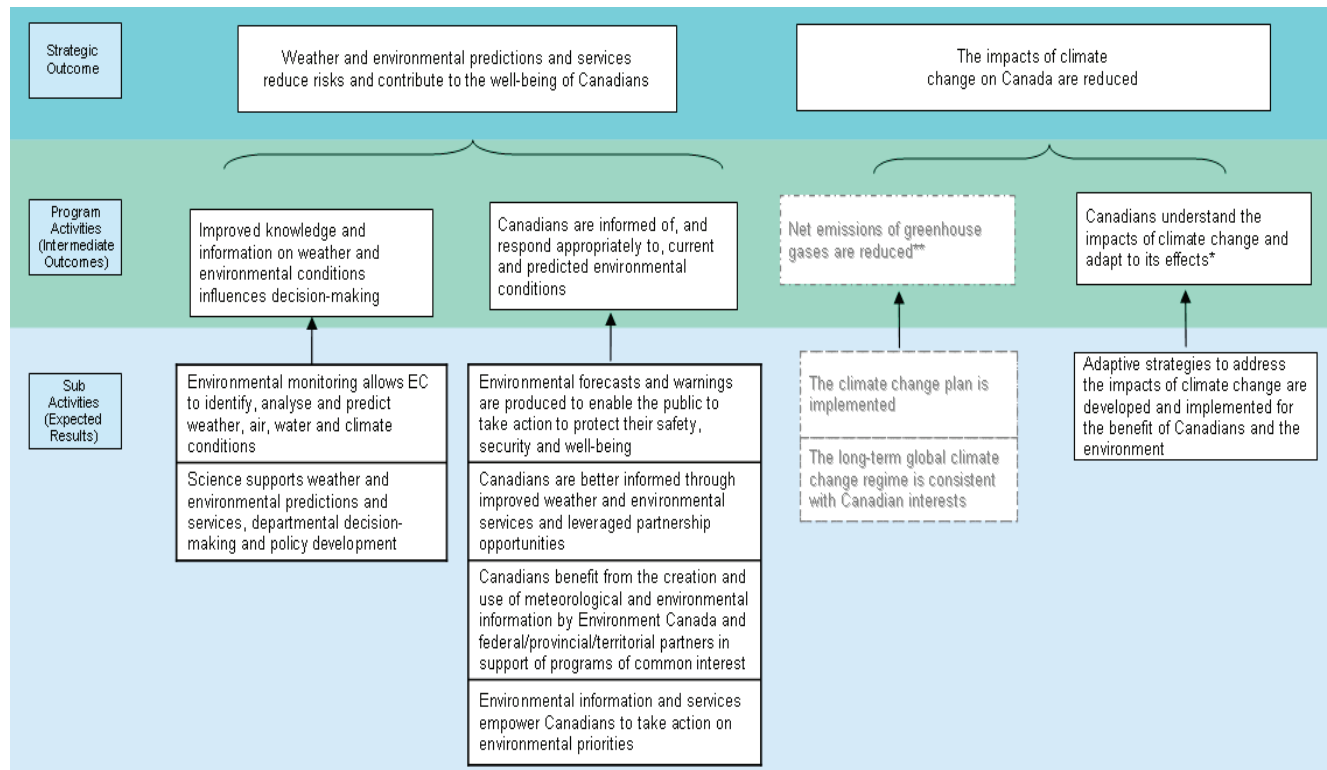 Strategic
Outcome
Weather and environmental predictions and services
reduce risks and contribute to the well-being of Canadians
The impacts of climate
change on Canada are reduced
Program
Activities
(Intermediate
Outcomes)
Improved knowledge and
information on weather and
environmental conditions
influences decision-making
Canadians are informed of, and
respond appropriately to, current
and predicted environmental
conditions
Net emissions of greenhouse
gases are reduced**
Canadians understand the
impacts of climate change and
adapt to its effects*
Sub
Activities
(Expected
Results)
Environmental monitoring allows EC
to identify, analyse and predict
weather, air, water and climate
conditions
Science supports weather and
environmental predictions and
services, departmental decision-
making and policy development
Environmental forecasts and warnings
are produced to enable the public to
take action to protect their safety,
security and well-being
Canadians are better informed through
improved weather and environmental
services and leveraged partnership
opportunities
Canadians benefit from the creation and
use of meteorological and environmental
information by Environment Canada and
federal/provincial/territorial partners in
support of programs of common interest
Environmental information and services
empower Canadians to take action on
environmental priorities
The climate change plan is
implemented
The long-term global climate
change regime is consistent
with Canadian interests
Adaptive strategies to address
the impacts of climate change are
developed and implemented for
the benefit of Canadians and the
environment